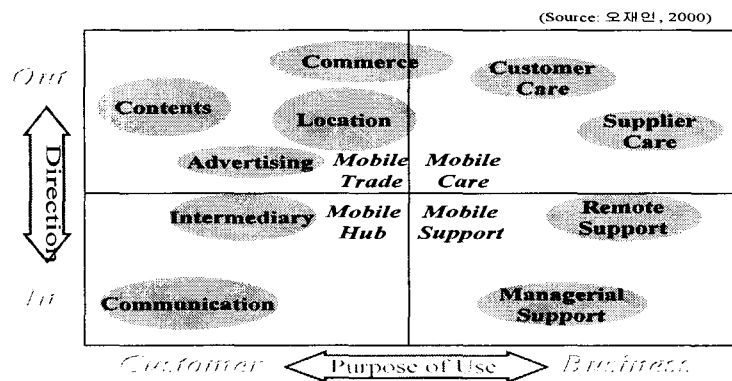 (Source: 오재인, 2000)
Out
Commerce
Customer
Care
Contents
Location
Supplier
Care
Advertising
Mobile
Trade
Mobile
Care
Direction
Intermediary
Mobile
Hub
Mobile
Support
Remote
Support
In
Communication
Managerial
Support
Customer
Purpose of Use
Business